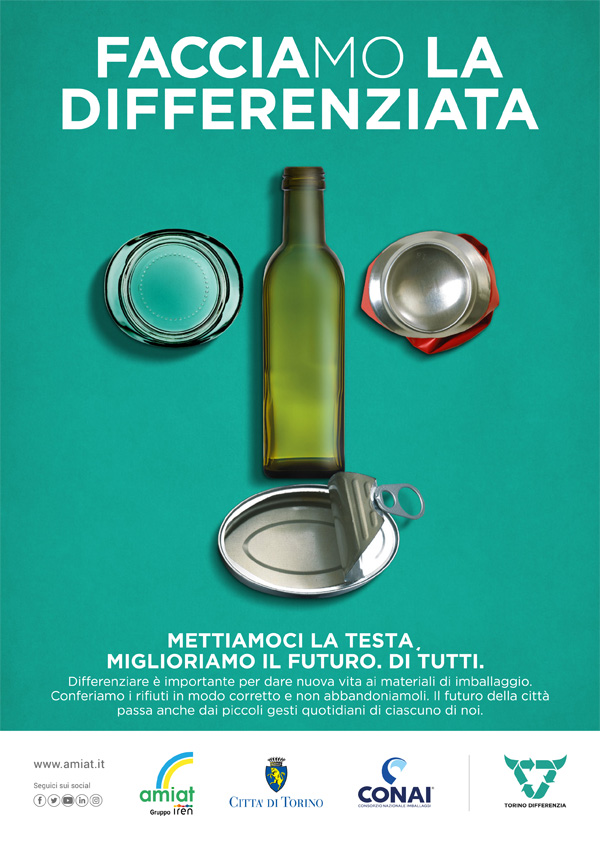 FACCIAMO LA
DIFFERENZIATA
METTIAMOCI LA TESTA,
MIGLIORIAMO IL FUTURO. DI TUTTI.
Differenziare è importante per dare nuova vita ai materiali di imballaggio.
Conferiamo i rifiuti in modo corretto e non abbandoniamoli. Il futuro della città
passa anche dai piccoli gesti quotidiani di ciascuno di noi.
www.amiat.it
Seguici sui social
amiat
Gruppo iren
CITTA' DI TORINO
CONAI
CONSORZIO NAZIONALE IMBALLAGGI
TORINO DIFFERENZIA